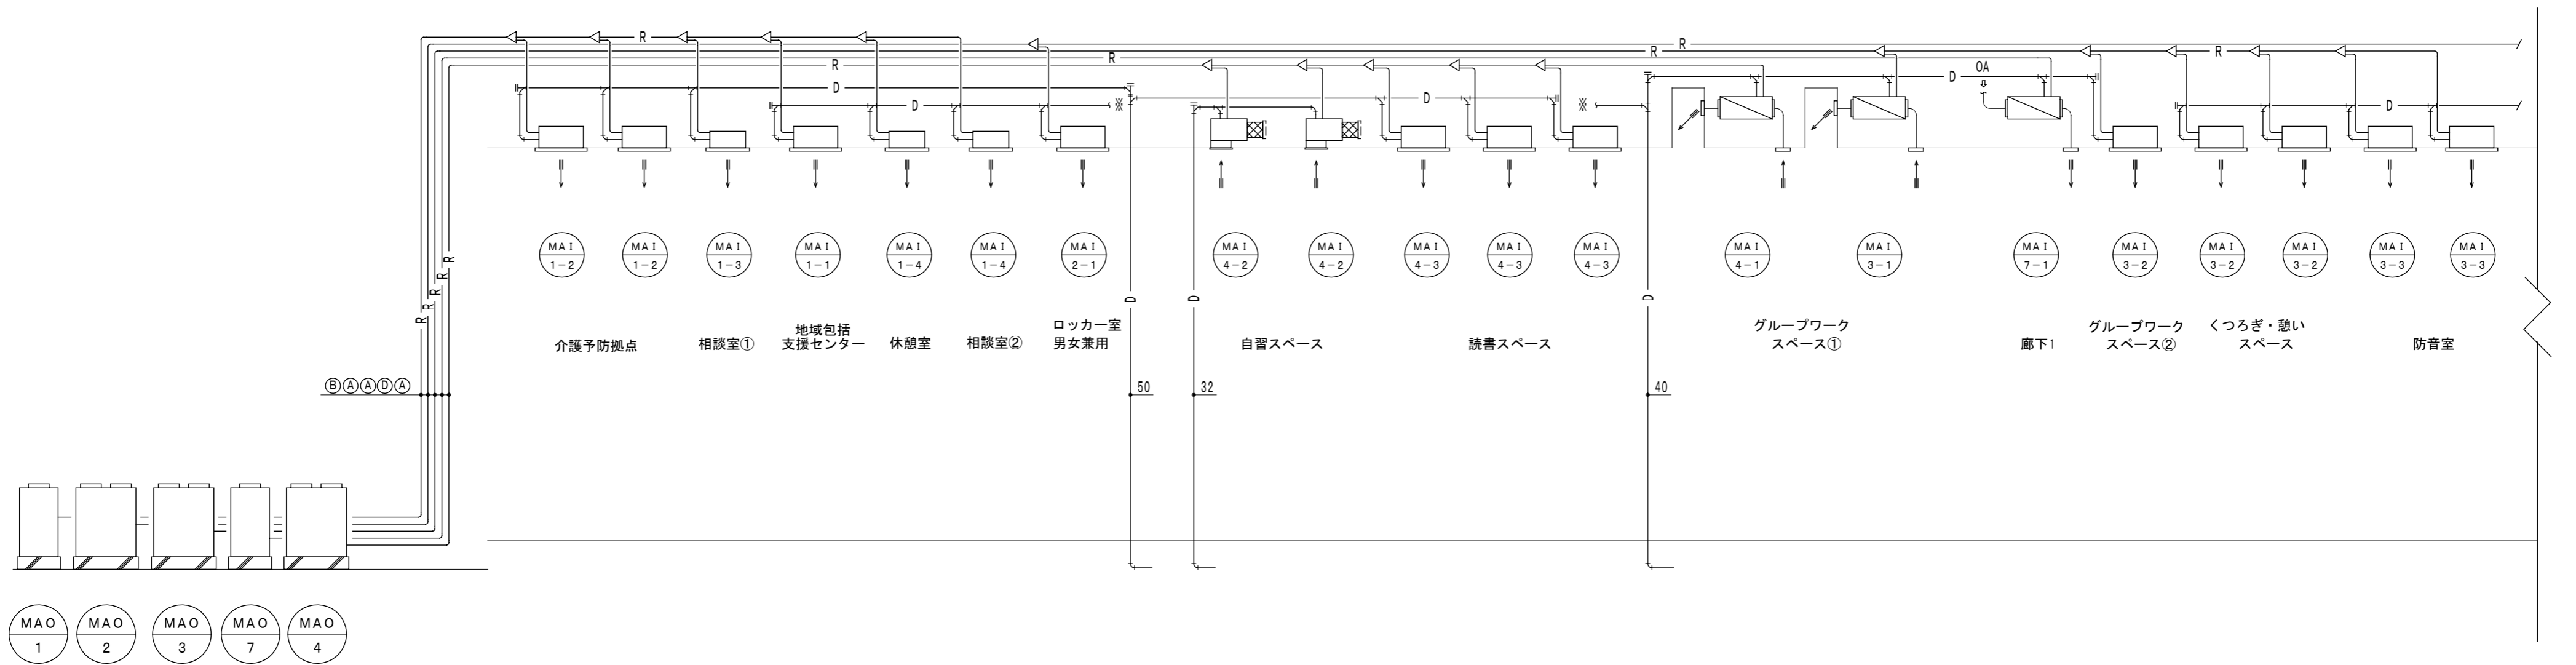 R
R
R
R
R
R
OA
D
D
D
D
D
D
※
※
MAI
1-2
MAI
1-2
MAI
1-3
MAI
1-1
MAI
1-4
MAI
1-4
MAI
2-1
MAI
4-2
MAI
4-2
MAI
4-3
MAI
4-3
MAI
4-3
MAI
4-1
MAI
3-1
MAI
7-1
MAI
3-2
MAI
3-2
MAI
3-2
MAI
3-3
MAI
3-3
R
R
R
R
R
D
D
D
介護予防拠点
相談室①
地域包括
支援センター
休憩室
相談室②
ロッカー室
男女兼用
自習スペース
読書スペース
グループワーク
スペース①
廊下1
グループワーク
スペース②
くつろぎ・憩い
スペース
防音室
ⒷⒶⒶⒹⒶ
50
32
40
MAO
1
MAO
2
MAO
3
MAO
7
MAO
4